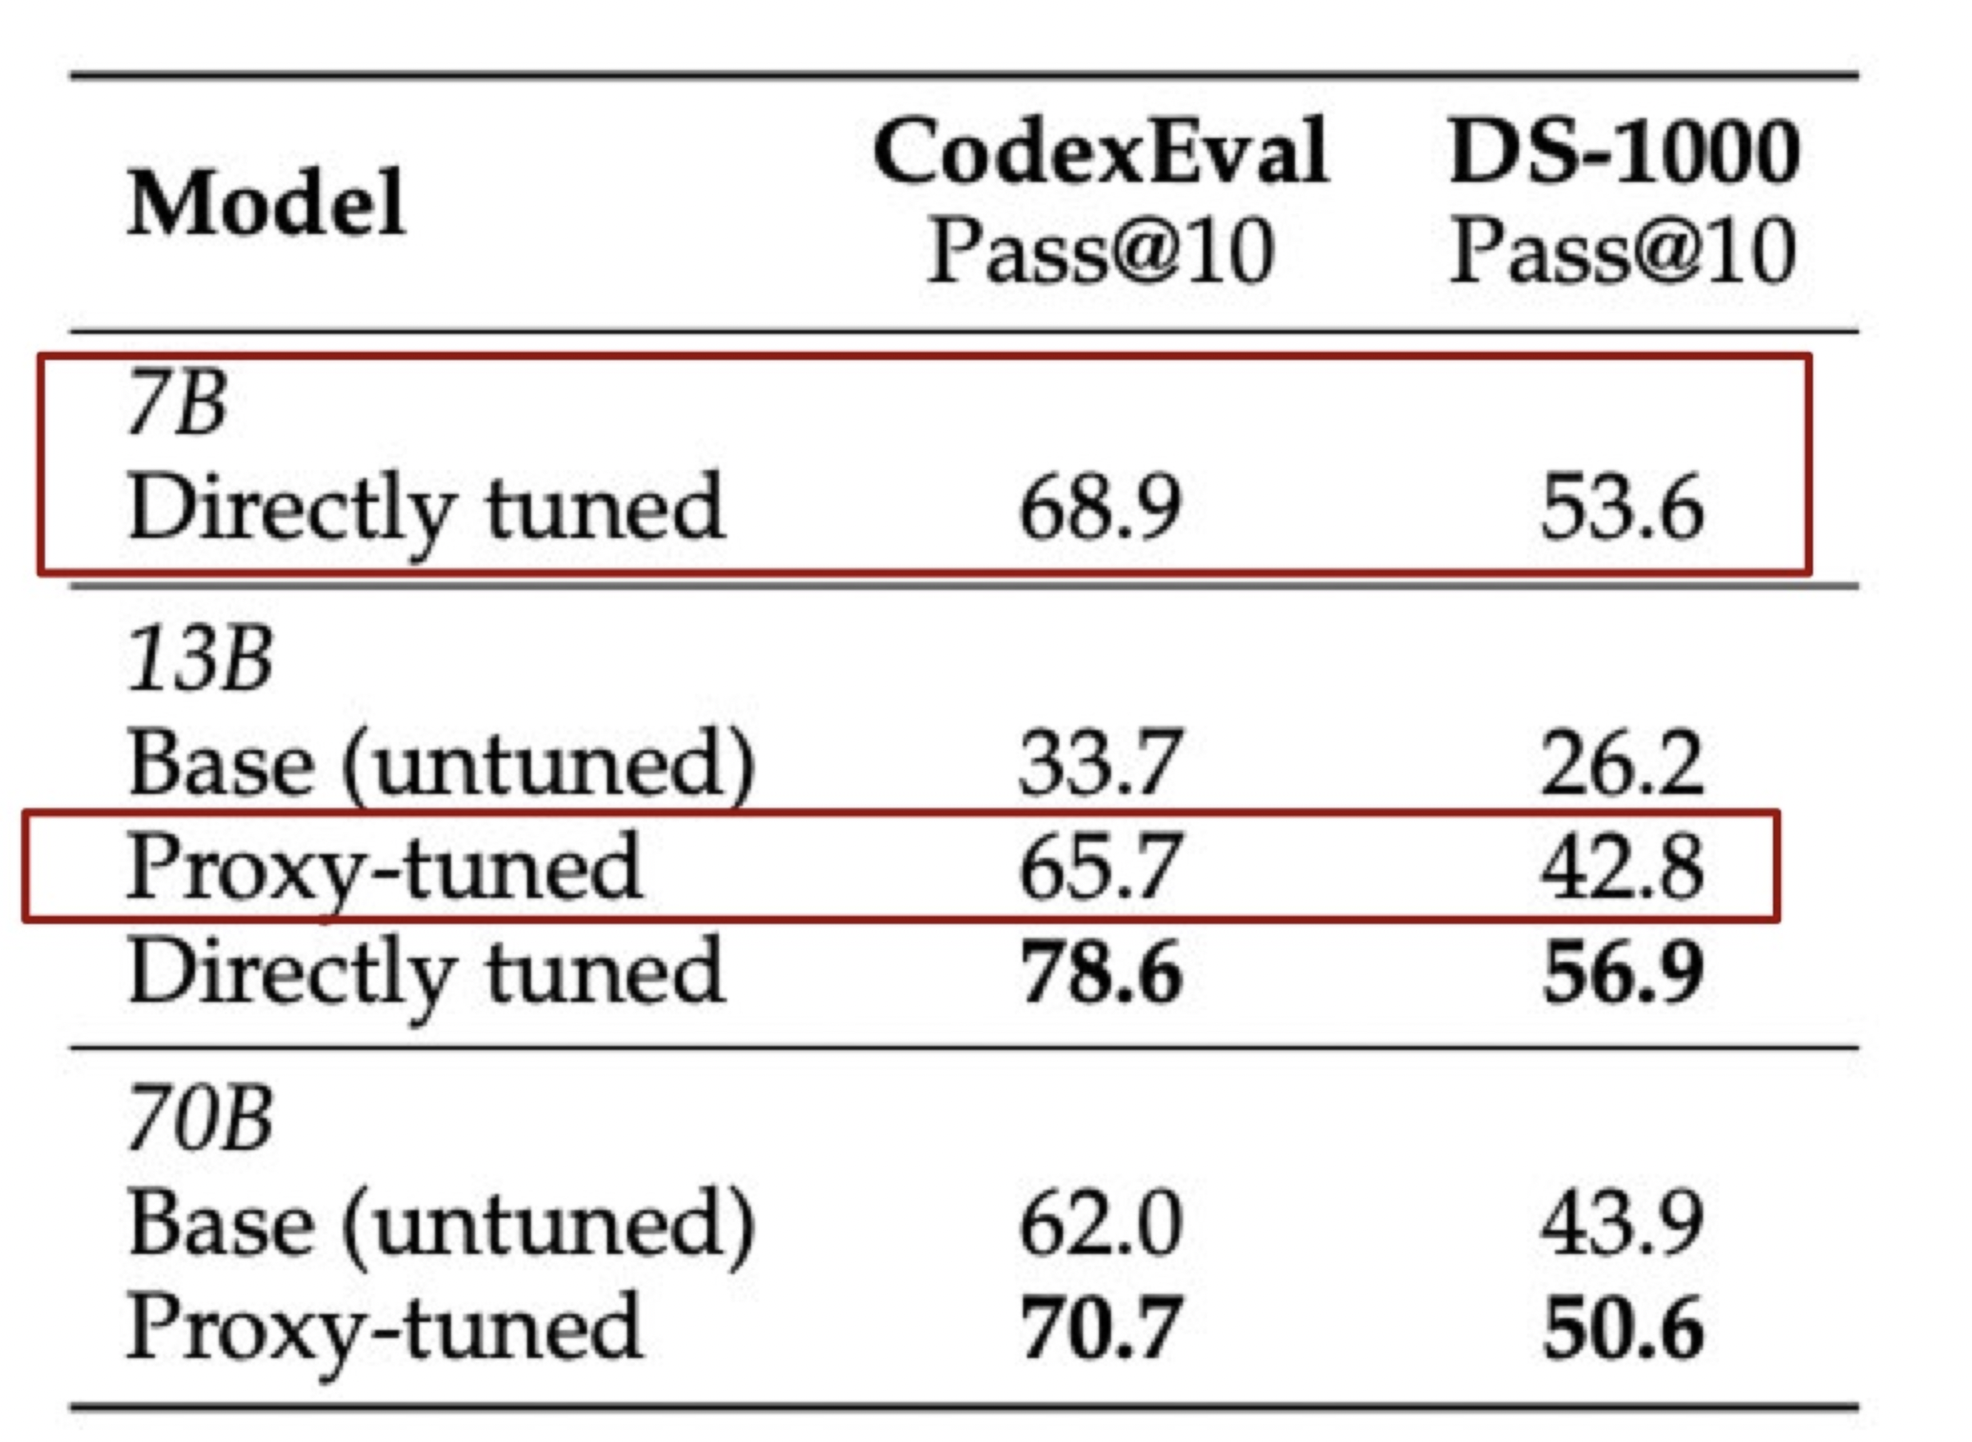 Model CodexEval DS-1000
Pass@10 Pass@10
7B
Directly tuned 68.9 53.6
13B
Base (untuned) 33.7 26.2
Proxy-tuned 65.7 42.8
Directly tuned 78.6 56.9
70B
Base (untuned) 62.0 43.9
Proxy-tuned 70.7 50.6